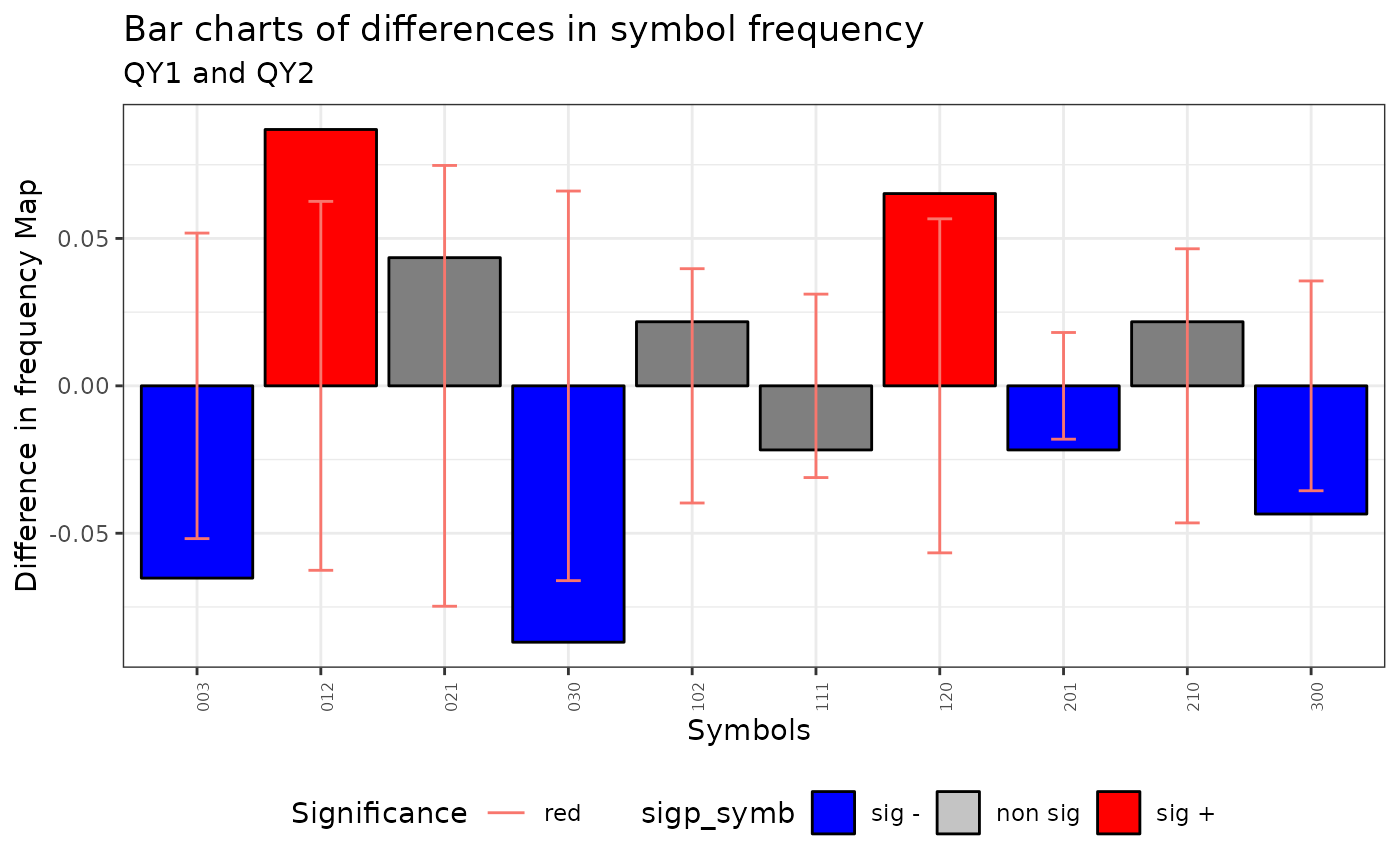 Bar charts of differences in symbol frequency
QY1 and QY2
Difference in frequency Map
0.05
0.00
-0.05
003 012 021 030 102 111 120 201 210 300
Symbols
Significance red sigp_symb sig - non sig sig +